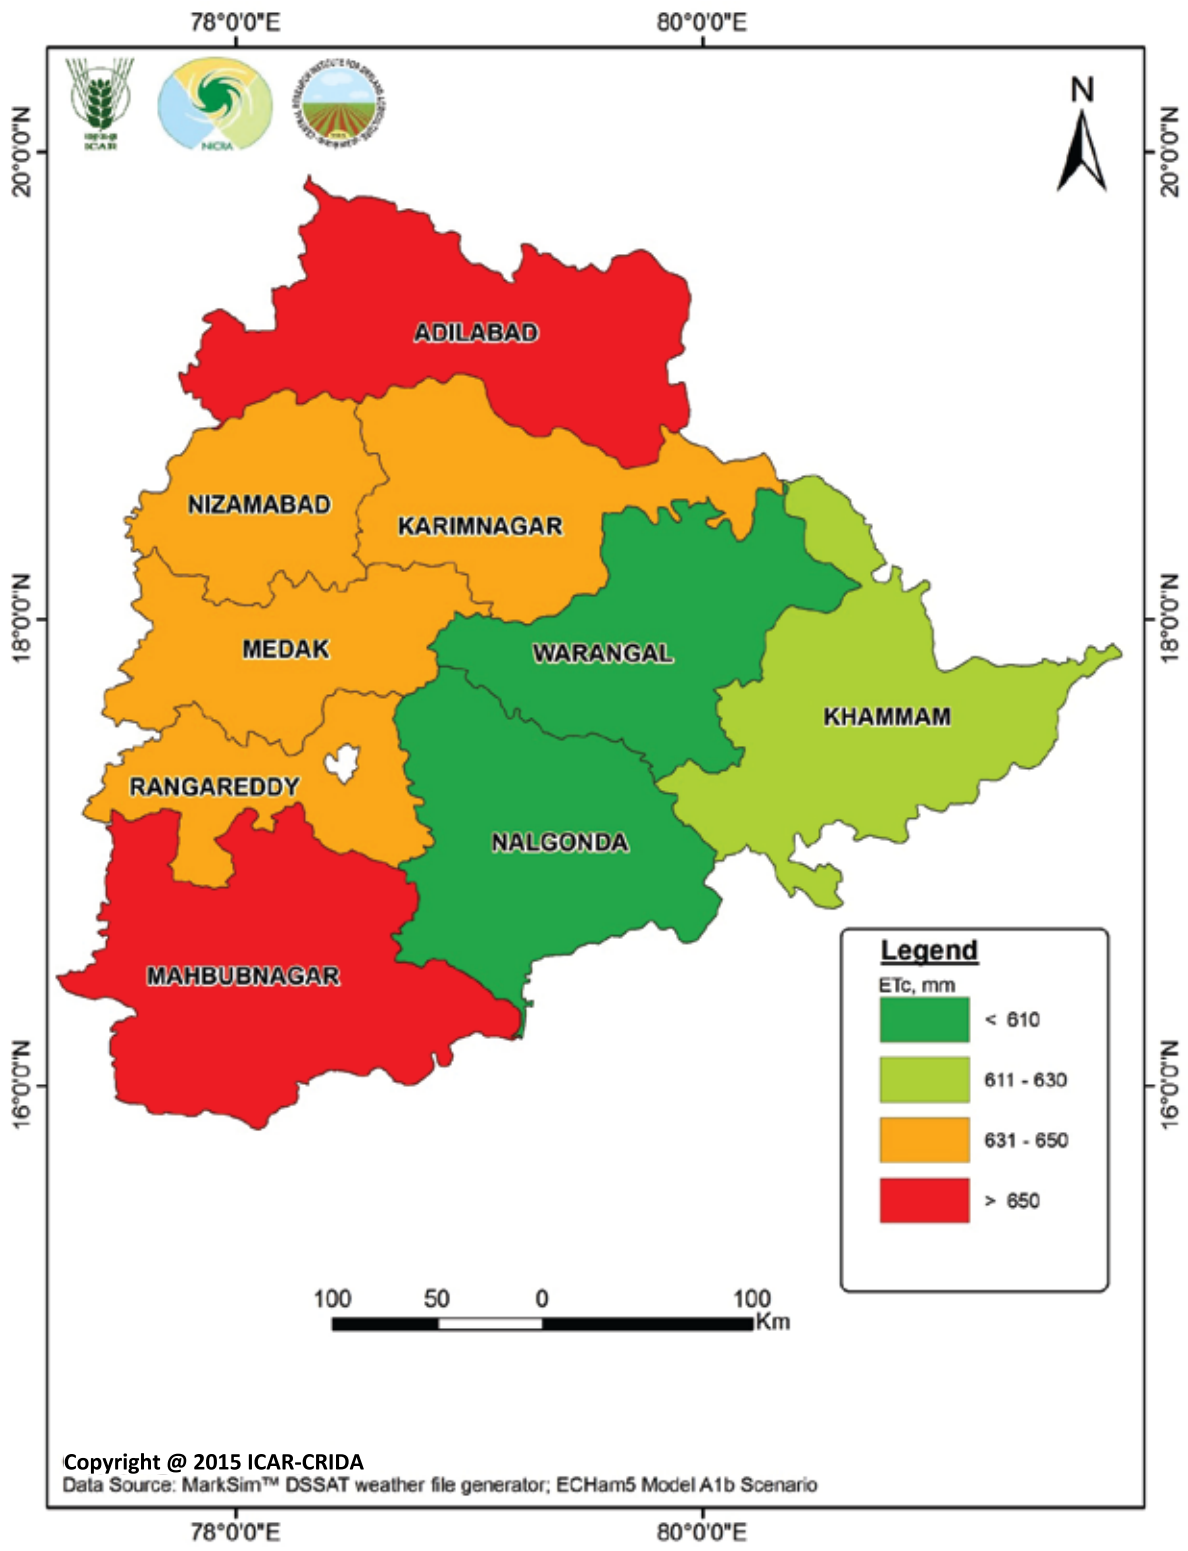 78°0'0"E 80°0'0"E
N
ICAR
NICRA
20°0'0"N 20°0'0"N
ADILABAD
NIZAMABAD
KARIMNAGAR
18°0'0"N 18°0'0"N
MEDAK
WARANGAL
KHAMMAM
RANGAREDDY
NALGONDA
MAHBUBNAGAR
Legend
ETc, mm
< 610
16°0'0"N 16°0'0"N
611 - 630
631 - 650
> 650
100 50 0 100
Km
Copyright @ 2015 ICAR-CRIDA
Data Source: MarkSim™ DSSAT weather file generator; ECHam5 Model A1b Scenario
78°0'0"E 80°0'0"E